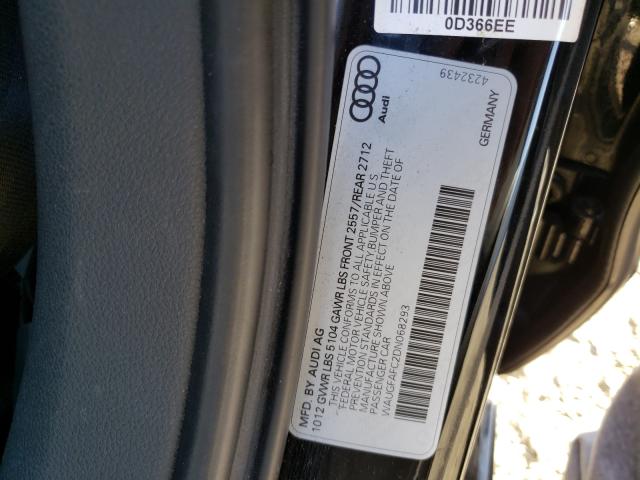 0D366EE
Audi
4232439
GERMANY
MFD. BY AUDI AG
1012 GVWR LBS 5104 GAWR LBS FRONT 2557/REAR 2712
THIS VEHICLE CONFORMS TO ALL APPLICABLE U S
FEDERAL MOTOR VEHICLE SAFETY, BUMPER AND THEFT
PREVENTION STANDARDS IN EFFECT ON THE DATE OF
MANUFACTURE SHOWN ABOVE
PASSENGER CAR
WAUGFAFC2DN068293